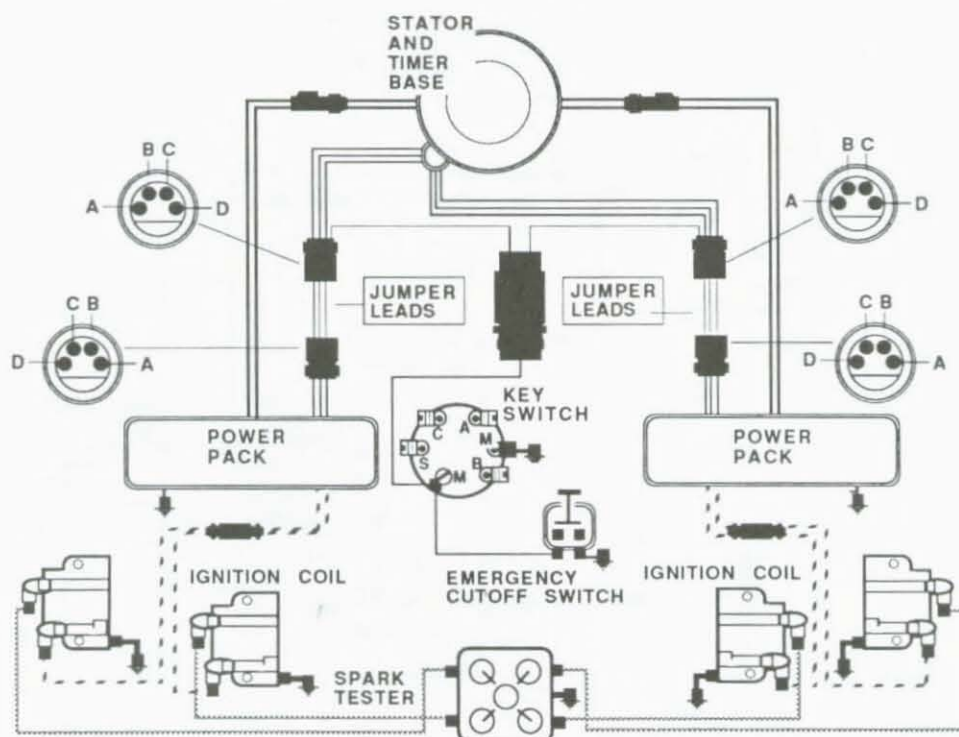 STATOR
AND
TIMER
BASE
B C
A
D
B C
A
D
JUMPER
LEADS
JUMPER
LEADS
C B
D
A
C B
D
A
KEY
SWITCH
C
A
M
S
B
M
POWER
PACK
POWER
PACK
IGNITION COIL
EMERGENCY
CUTOFF SWITCH
IGNITION COIL
SPARK
TESTER